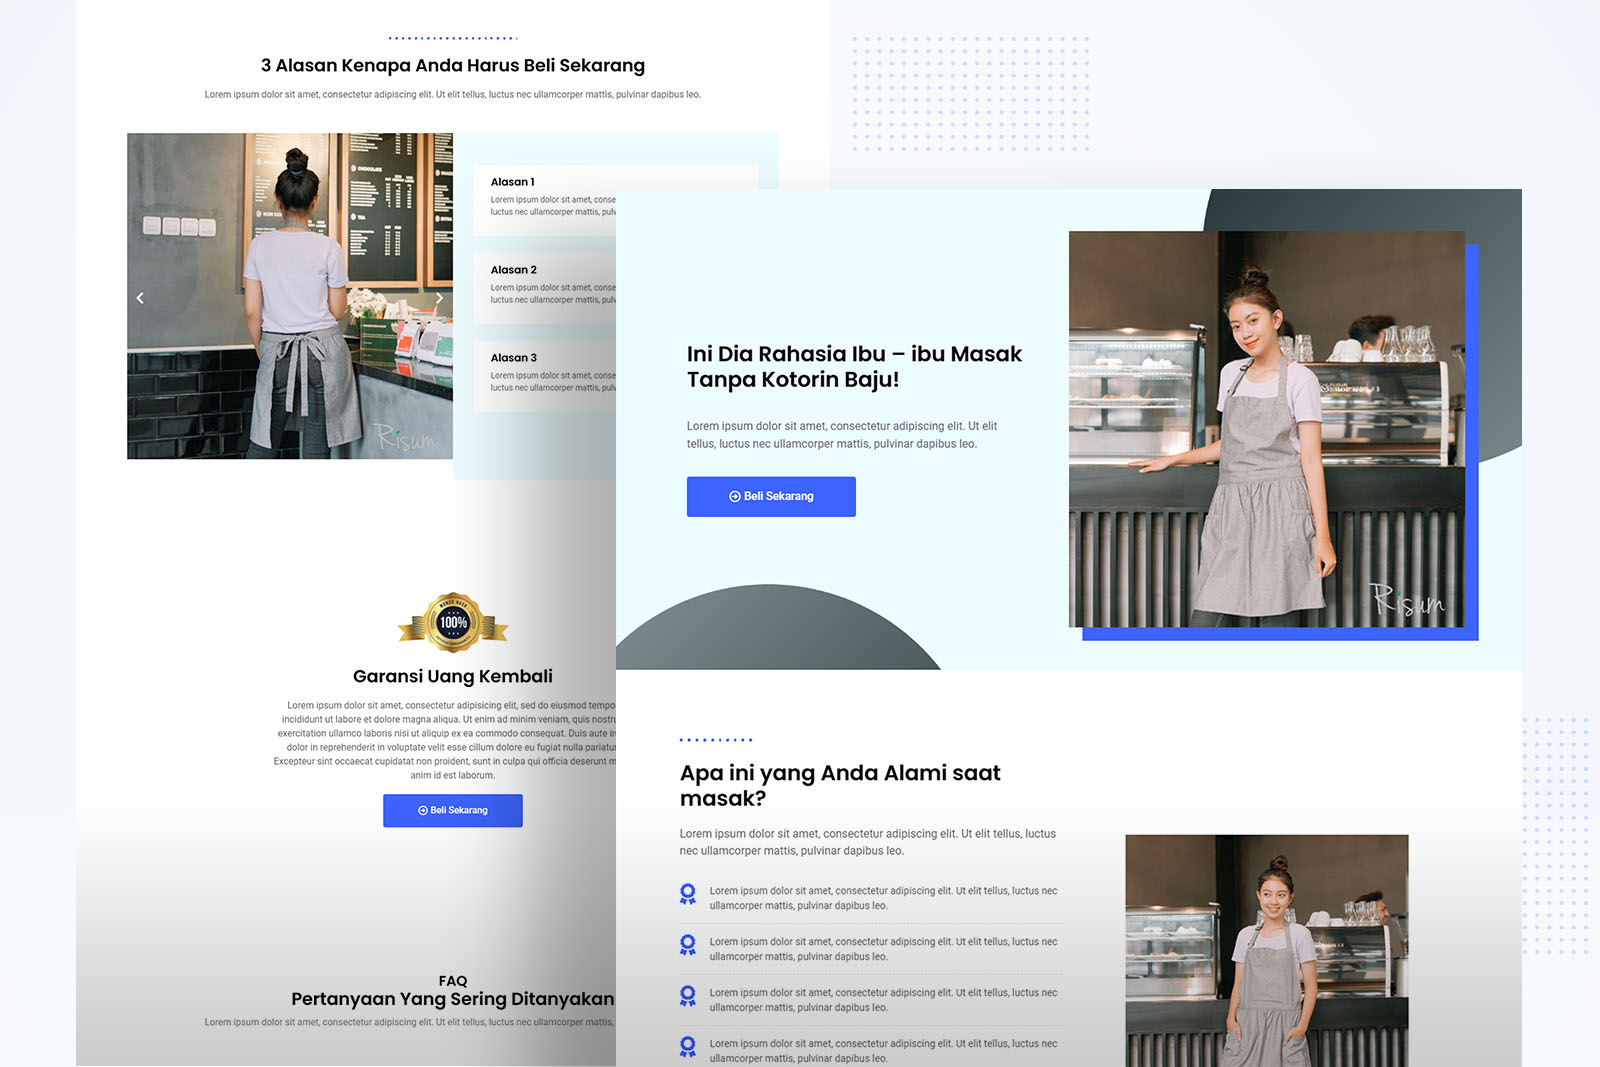 3 Alasan Kenapa Anda Harus Beli Sekarang
Lorem ipsum dolor sit amet, consectetur adipiscing elit. Ut elit tellus, luctus nec ullamcorper mattis, pulvinar dapibus leo.
CHOCOLATE
TEA
Risum
Alasan 1
Lorem ipsum dolor sit amet, conse
luctus nec ullamcorper mattis, pulv
Alasan 2
Lorem ipsum dolor sit amet, conse
luctus nec ullamcorper mattis, pulv
Alasan 3
Lorem ipsum dolor sit amet, conse
luctus nec ullamcorper mattis, pulv
MONEY BACK
100%
Garansi Uang Kembali
Lorem ipsum dolor sit amet, consectetur adipisicing elit, sed do eiusmod tempo
incididunt ut labore et dolore magna aliqua. Ut enim ad minim veniam, quis nostru
exercitation ullamco laboris nisi ut aliquip ex ea commodo consequat. Duis aute ir
dolor in reprehenderit in voluptate velit esse cillum dolore eu fugiat nulla pariatur
Excepteur sint occaecat cupidatat non proident, sunt in culpa qui officia deserunt m
anim id est laborum.
Beli Sekarang
FAQ
Pertanyaan Yang Sering Ditanyakan
Lorem ipsum dolor sit amet, consectetur adipiscing elit. Ut elit tellus, luctus nec ullamcorper mattis,
Ini Dia Rahasia Ibu – ibu Masak
Tanpa Kotorin Baju!
Lorem ipsum dolor sit amet, consectetur adipiscing elit. Ut elit
tellus, luctus nec ullamcorper mattis, pulvinar dapibus leo.
Beli Sekarang
Risum
Apa ini yang Anda Alami saat
masak?
Lorem ipsum dolor sit amet, consectetur adipiscing elit. Ut elit tellus, luctus
nec ullamcorper mattis, pulvinar dapibus leo.
Lorem ipsum dolor sit amet, consectetur adipiscing elit. Ut elit tellus, luctus nec
ullamcorper mattis, pulvinar dapibus leo.
Lorem ipsum dolor sit amet, consectetur adipiscing elit. Ut elit tellus, luctus nec
ullamcorper mattis, pulvinar dapibus leo.
Lorem ipsum dolor sit amet, consectetur adipiscing elit. Ut elit tellus, luctus nec
ullamcorper mattis, pulvinar dapibus leo.
Lorem ipsum dolor sit amet, consectetur adipiscing elit. Ut elit tellus, luctus nec
ullamcorper mattis, pulvinar dapibus leo.